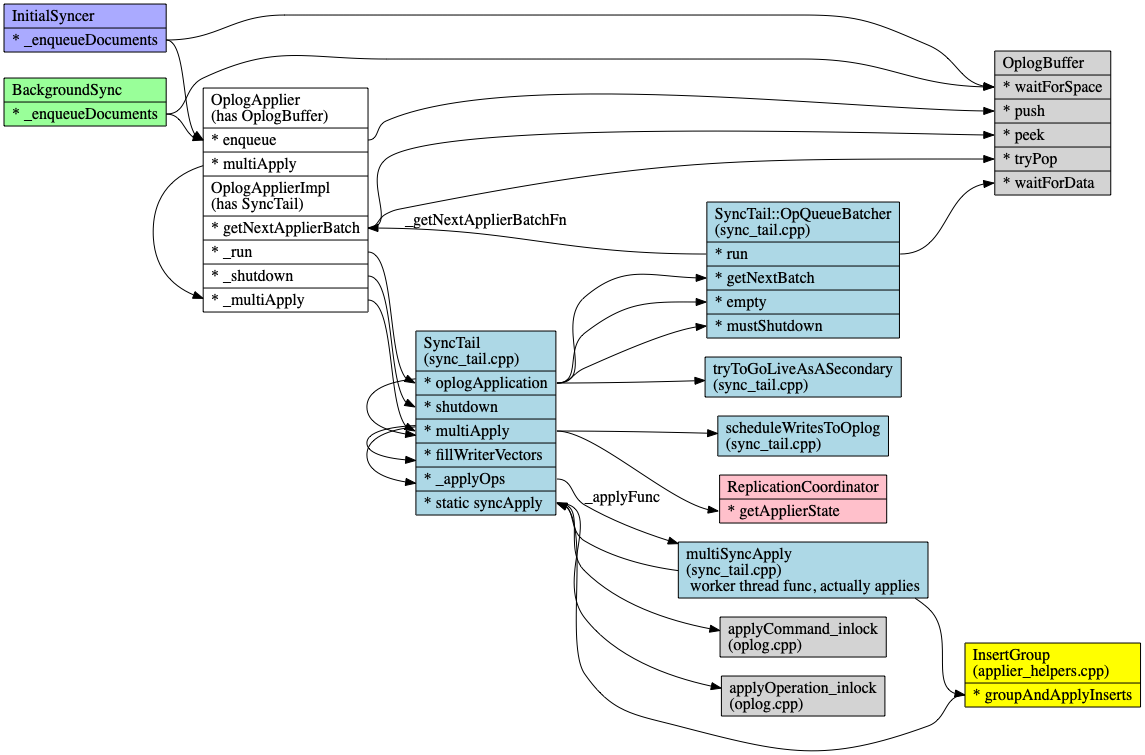 InitialSyncer
* _enqueueDocuments
BackgroundSync
* _enqueueDocuments
OplogApplier
(has OplogBuffer)
* enqueue
* multiApply
OplogApplierImpl
(has SyncTail)
* getNextApplierBatch
* _run
* _shutdown
* _multiApply
_getNextApplierBatchFn
OplogBuffer
* waitForSpace
* push
* peek
* tryPop
* waitForData
SyncTail::OpQueueBatcher
(sync_tail.cpp)
* run
* getNextBatch
* empty
* mustShutdown
SyncTail
(sync_tail.cpp)
* oplogApplication
* shutdown
* multiApply
* fillWriterVectors
* _applyOps
* static syncApply
_applyFunc
tryToGoLiveAsASecondary
(sync_tail.cpp)
scheduleWritesToOplog
(sync_tail.cpp)
ReplicationCoordinator
* getApplierState
multiSyncApply
(sync_tail.cpp)
worker thread func, actually applies
applyCommand_inlock
(oplog.cpp)
applyOperation_inlock
(oplog.cpp)
InsertGroup
(applier_helpers.cpp)
* groupAndApplyInserts